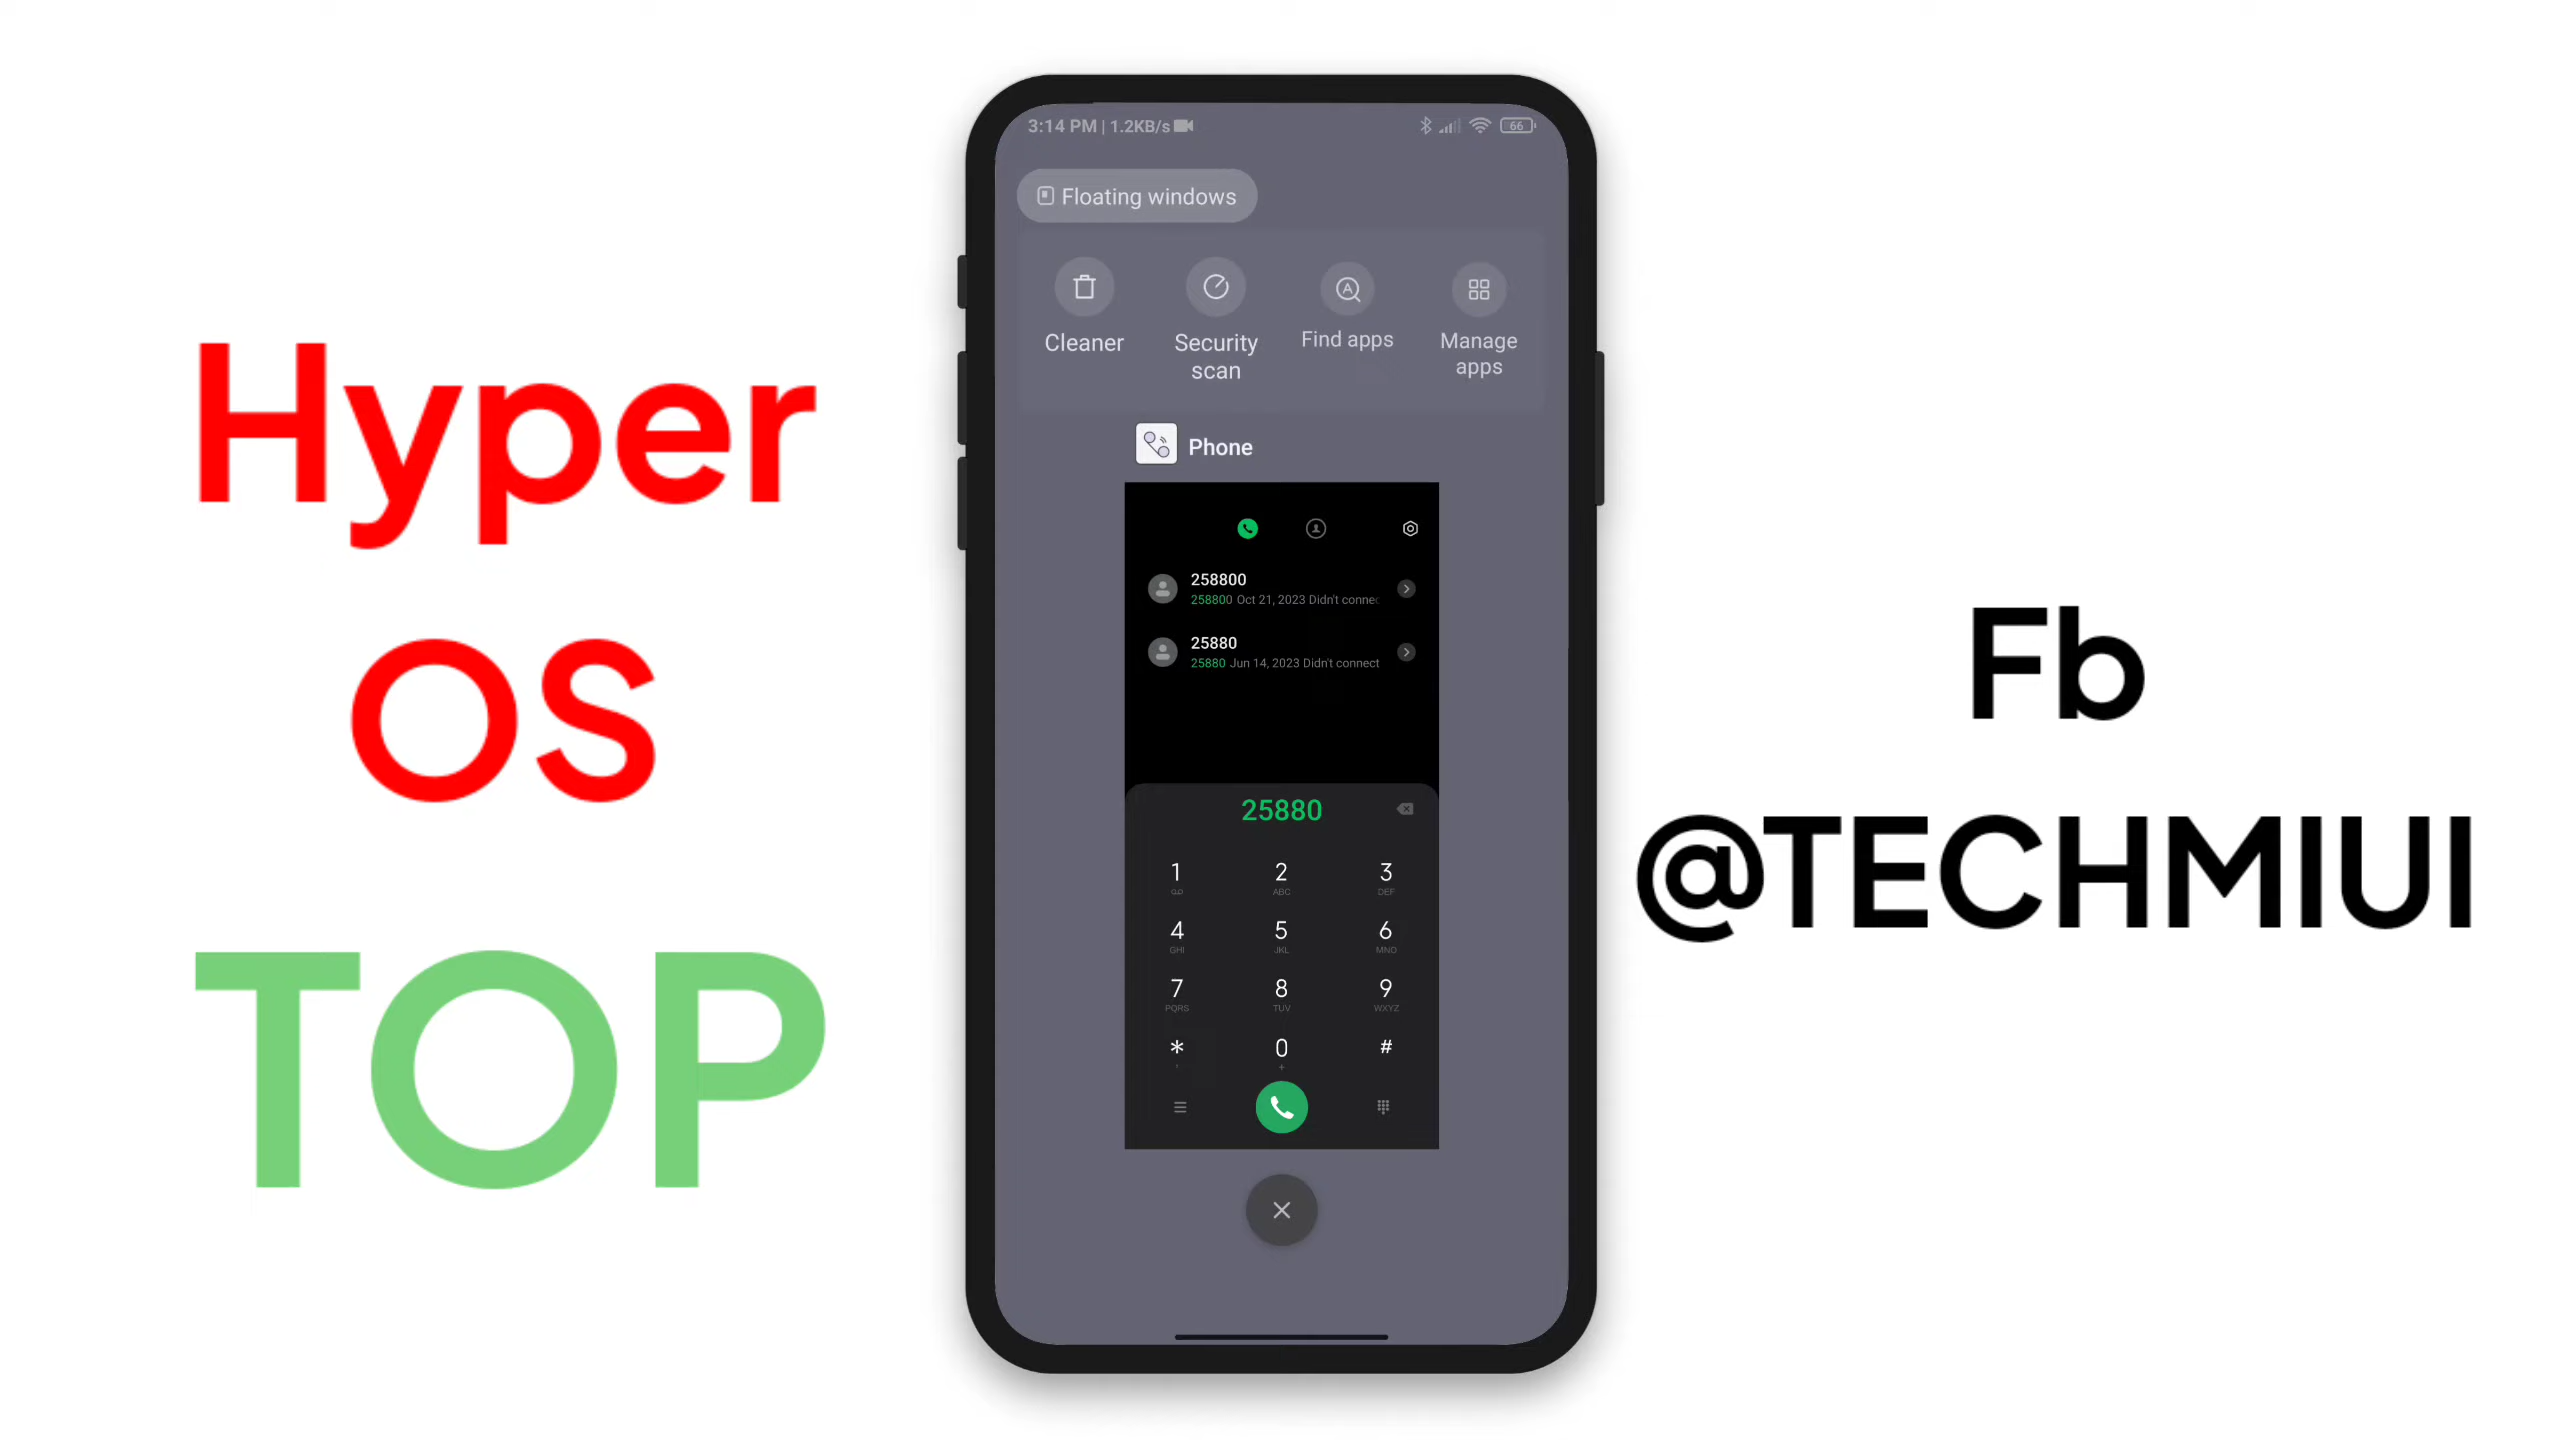 Hyper
OS
TOP
3:14 PM | 1.2KB/s
66
Floating windows
Cleaner
Security
scan
Find apps
Manage
apps
Phone
258800
258800 Oct 21, 2023 Didn't connec
25880
25880 Jun 14, 2023 Didn't connect
25880
1 2 3
ABC DEF
4 5 6
GHI JKL MNO
7 8 9
PQRS TUV WXYZ
* 0 #
+
Fb
@TECHMIUI